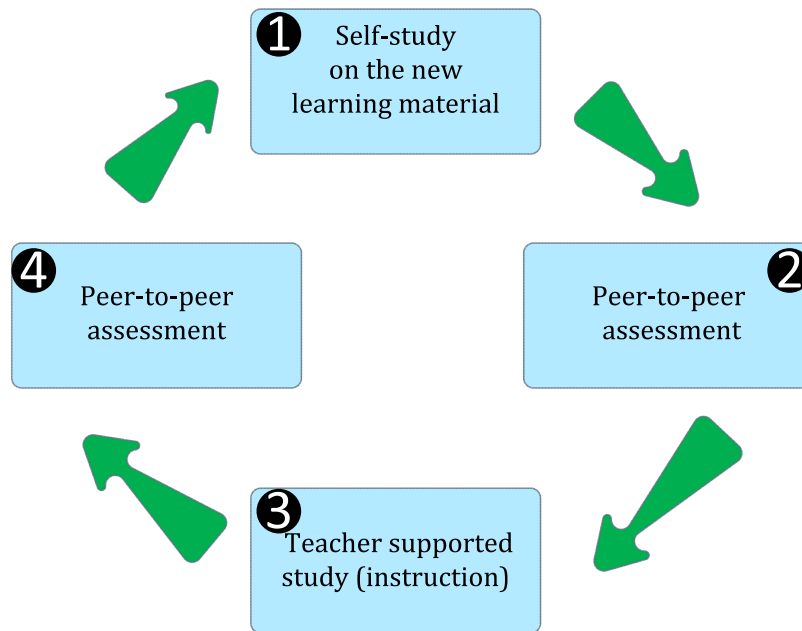 1
Self-study
on the new
learning material
2
Peer-to-peer
assessment
3
Teacher supported
study (instruction)
4
Peer-to-peer
assessment